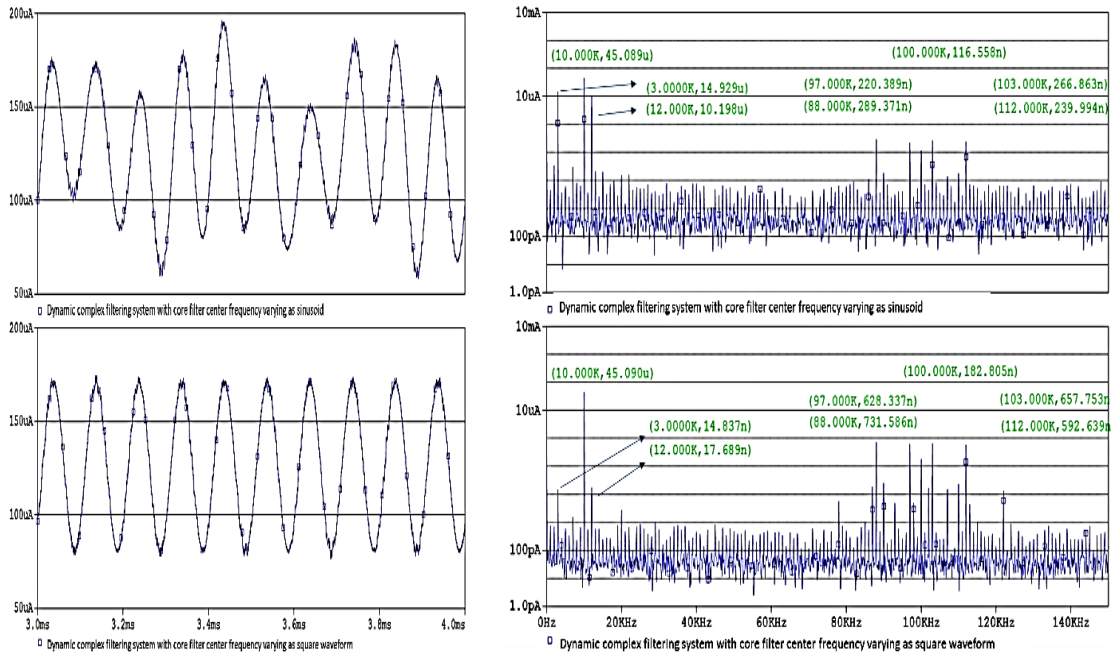 200uA
150uA
100uA
50uA
Dynamic complex filtering system with core filter center frequency varying as sinusoid
10mA
(10.000K,45.089u)
(100.000K,116.558n)
(3.0000K,14.929u)
(97.000K,220.389n)
(103.000K,266.863n)
10uA
(12.000K,10.198u)
(88.000K,289.371n)
(112.000K,239.994n)
100pA
1.0pA
Dynamic complex filtering system with core filter center frequency varying as sinusoid
200uA
150uA
100uA
50uA
3.0ms
3.2ms
3.4ms
3.6ms
3.8ms
4.0ms
Dynamic complex filtering system with core filter center frequency varying as square waveform
10mA
(10.000K,45.090u)
(100.000K,182.805n)
(97.000K,628.337n)
(103.000K,657.753n
10uA
(3.0000K,14.837n)
(88.000K,731.586n)
(112.000K,592.639n
(12.000K,17.689n)
100pA
1.0pA
0Hz
20KHz
40KHz
60KHz
80KHz
100KHz
120KHz
140KHz
Dynamic complex filtering system with core filter center frequency varying as square waveform